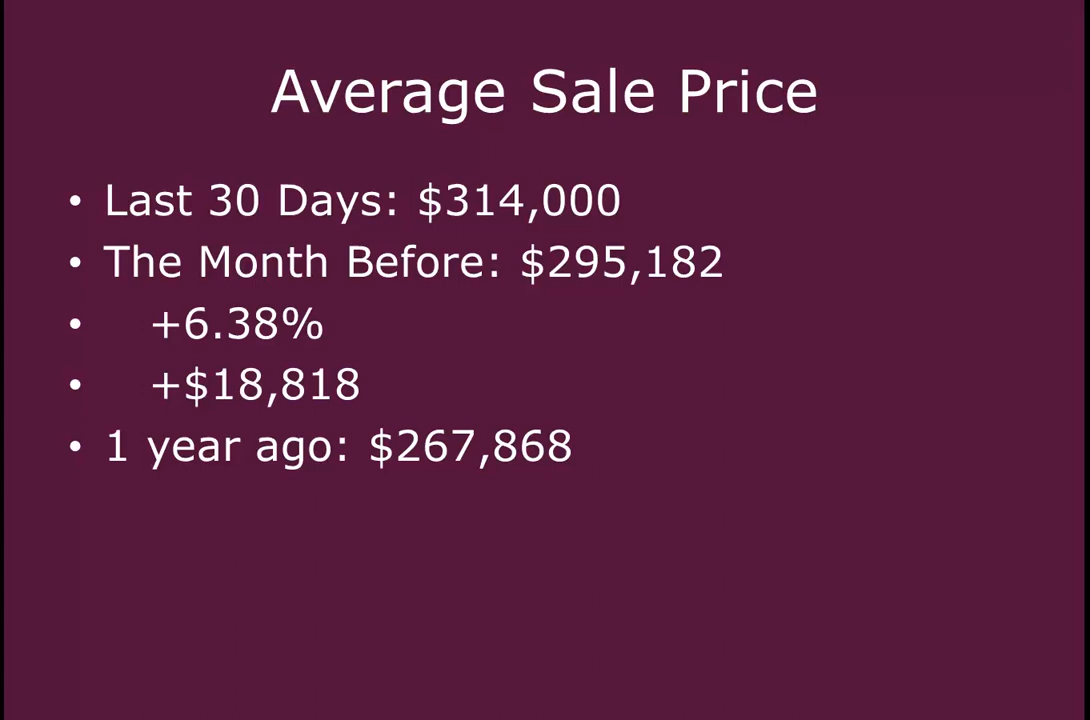 Average Sale Price
• Last 30 Days: $314,000
• The Month Before: $295,182
• +6.38%
• +$18,818
• 1 year ago: $267,868